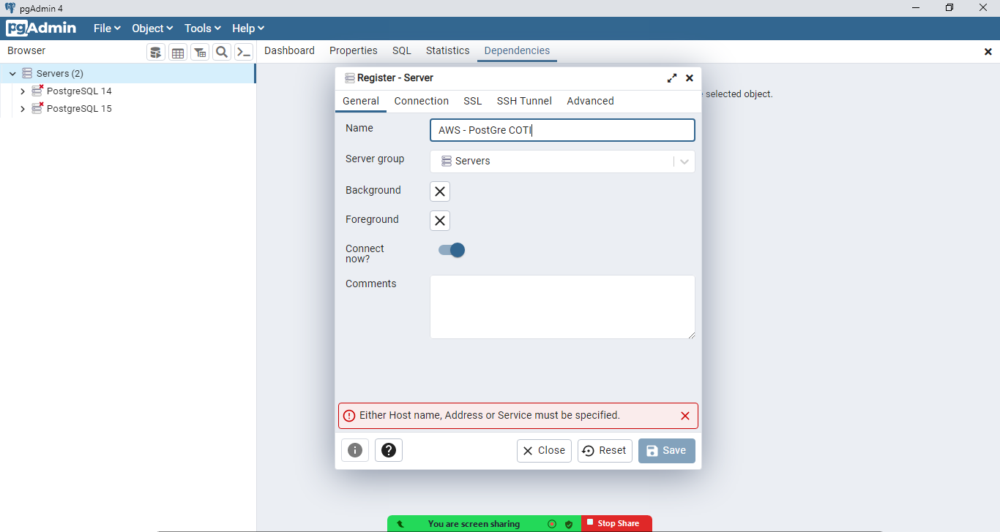 pgAdmin 4
pgAdmin File Object Tools Help
Browser Dashboard Properties SQL Statistics Dependencies
Servers (2)
PostgreSQL 14
PostgreSQL 15
selected object.
Register - Server
General Connection SSL SSH Tunnel Advanced
Name AWS - PostGre COTI
Server group Servers
Background
Foreground
Connect
now?
Comments
Either Host name, Address or Service must be specified.
Close Reset Save
You are screen sharing Stop Share